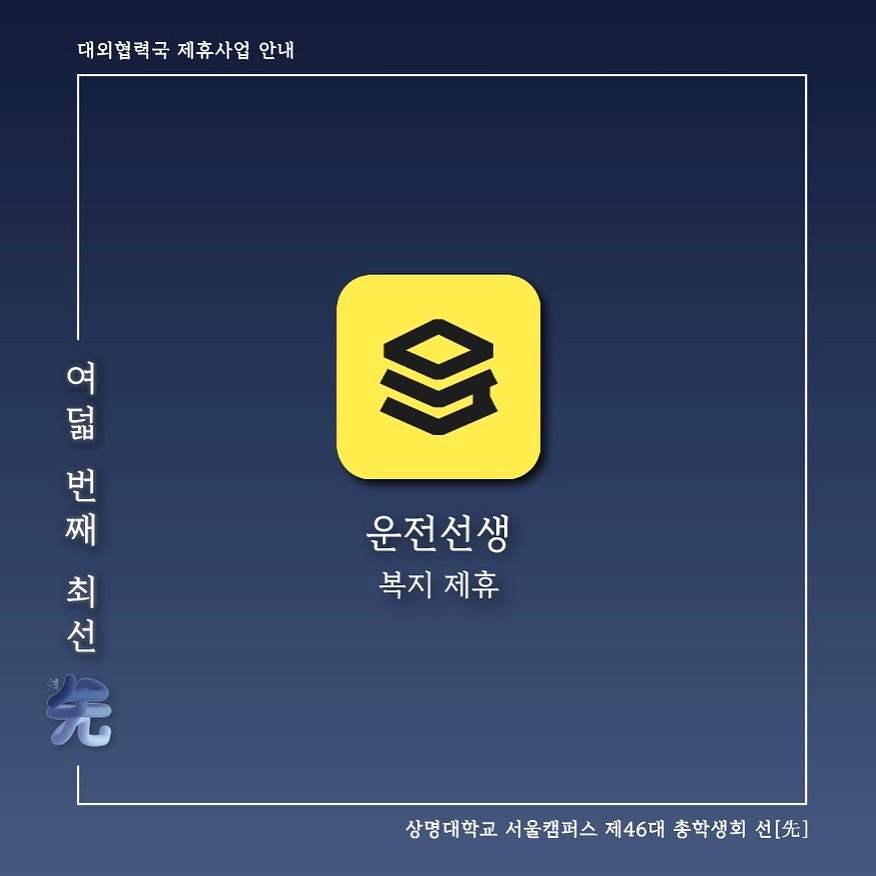 대외협력국 제휴사업 안내
여덟 번째 최선
선
先
운전선생
복지 제휴
상명대학교 서울캠퍼스 제46대 총학생회 선[先]